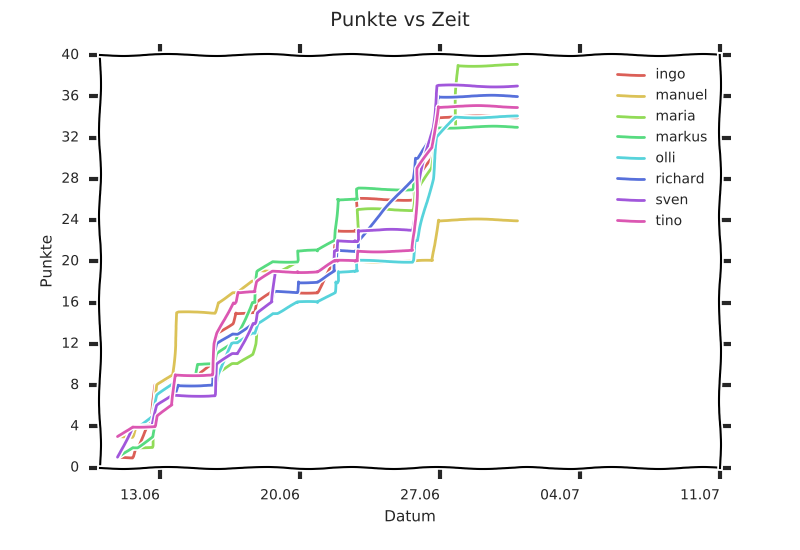 Punkte vs Zeit
40
36
32
28
24
20
16
12
8
4
0
Punkte
ingo
manuel
maria
markus
olli
richard
sven
tino
13.06 20.06 27.06 04.07 11.07
Datum